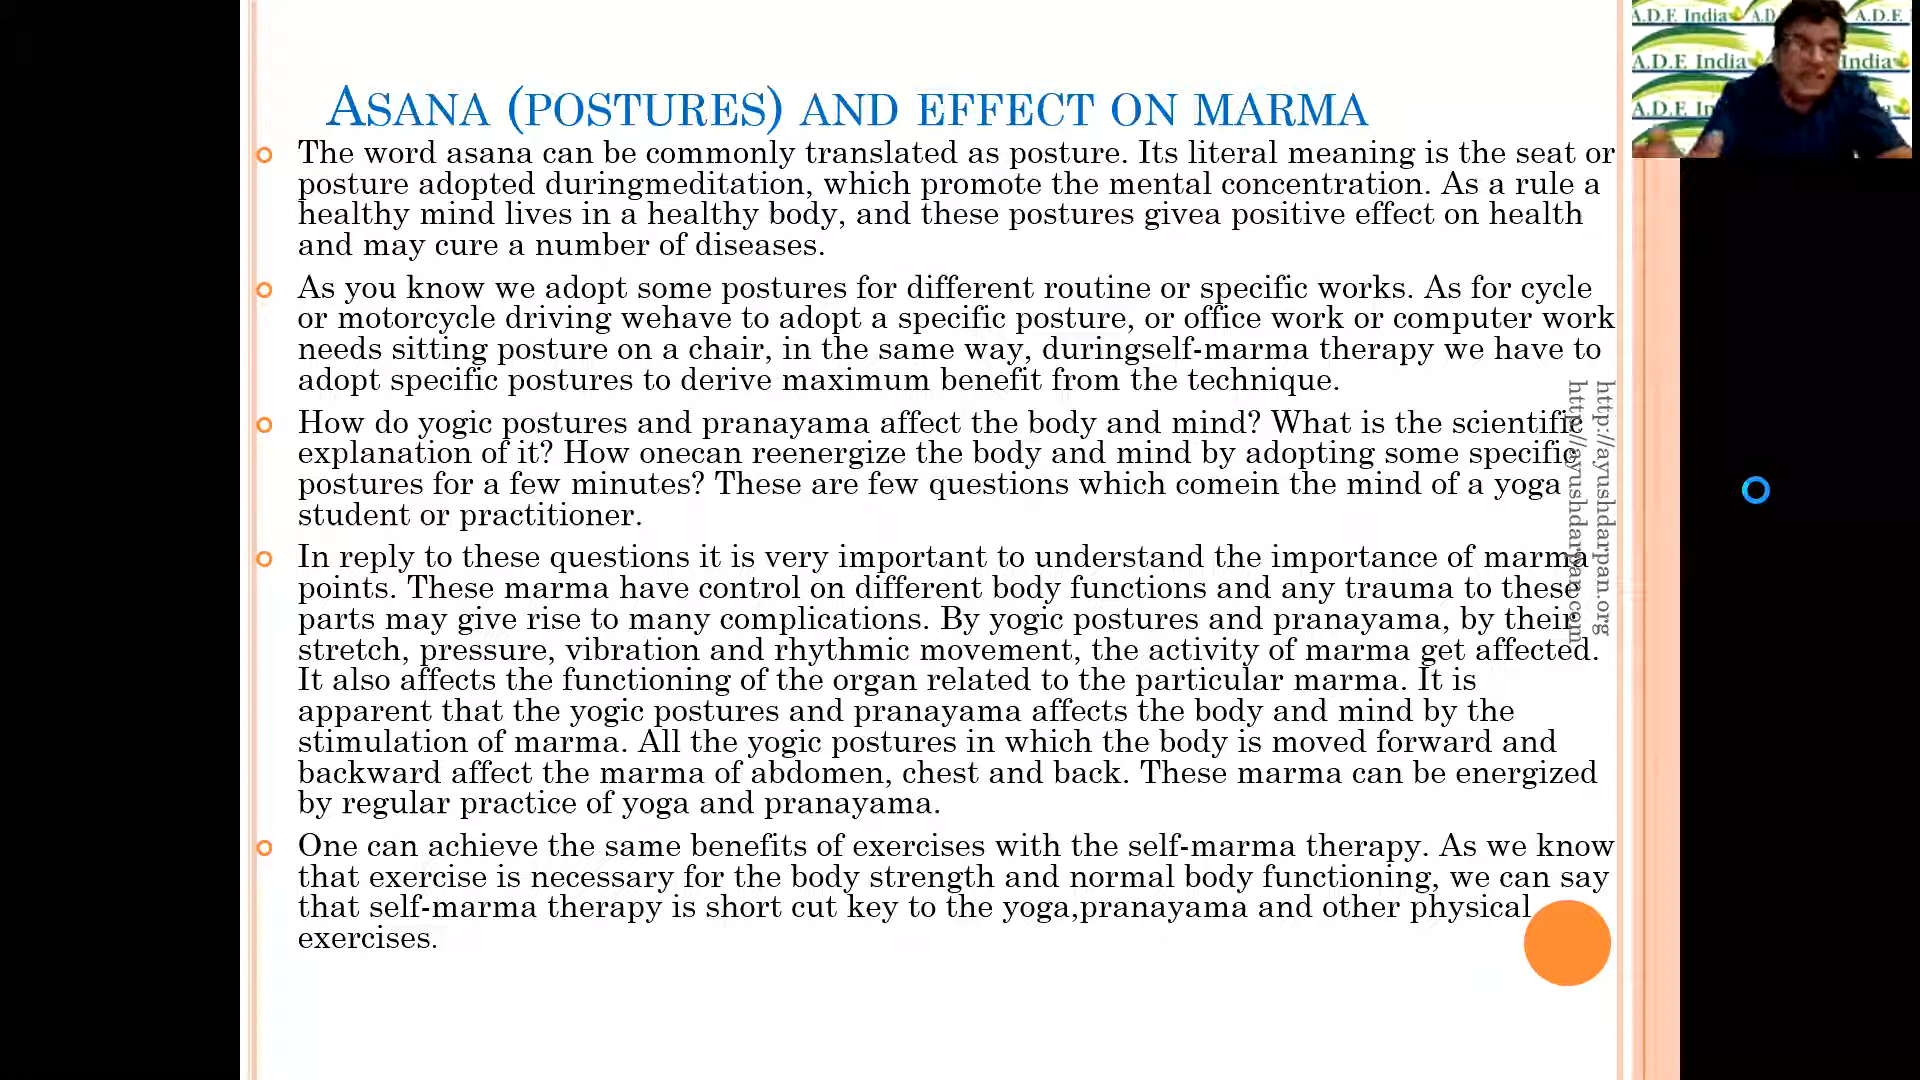 ASANA (POSTURES) AND EFFECT ON MARMA
The word asana can be commonly translated as posture. Its literal meaning is the seat or
posture adopted duringmeditation, which promote the mental concentration. As a rule a
healthy mind lives in a healthy body, and these postures givea positive effect on health
and may cure a number of diseases.
As you know we adopt some postures for different routine or specific works. As for cycle
or motorcycle driving wehave to adopt a specific posture, or office work or computer work
needs sitting posture on a chair, in the same way, duringself-marma therapy we have to
adopt specific postures to derive maximum benefit from the technique.
How do yogic postures and pranayama affect the body and mind? What is the scientific
explanation of it? How onecan reenergize the body and mind by adopting some specific
postures for a few minutes? These are few questions which comein the mind of a yoga
student or practitioner.
In reply to these questions it is very important to understand the importance of marma
points. These marma have control on different body functions and any trauma to these
parts may give rise to many complications. By yogic postures and pranayama, by their
stretch, pressure, vibration and rhythmic movement, the activity of marma get affected.
It also affects the functioning of the organ related to the particular marma. It is
apparent that the yogic postures and pranayama affects the body and mind by the
stimulation of marma. All the yogic postures in which the body is moved forward and
backward affect the marma of abdomen, chest and back. These marma can be energized
by regular practice of yoga and pranayama.
One can achieve the same benefits of exercises with the self-marma therapy. As we know
that exercise is necessary for the body strength and normal body functioning, we can say
that self-marma therapy is short cut key to the yoga,pranayama and other physical
exercises.
http://ayushdarpan.org
http://ayushdarpan.com
A.D.F. India A.D A.D.F.
A.D.F. India India
A.D.F. In